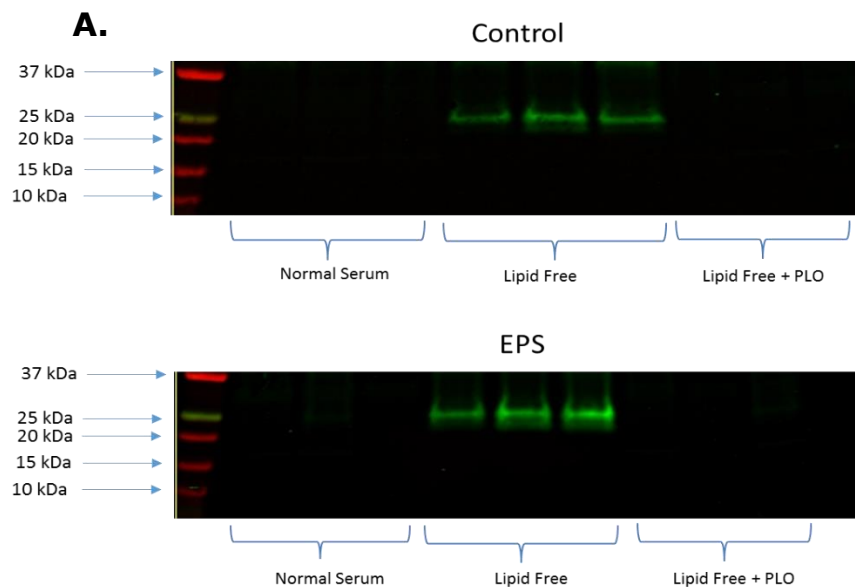 A.
Control
37 kDa
25 kDa
20 kDa
15 kDa
10 kDa
Normal Serum
Lipid Free
Lipid Free + PLO
EPS
37 kDa
25 kDa
20 kDa
15 kDa
10 kDa
Normal Serum
Lipid Free
Lipid Free + PLO